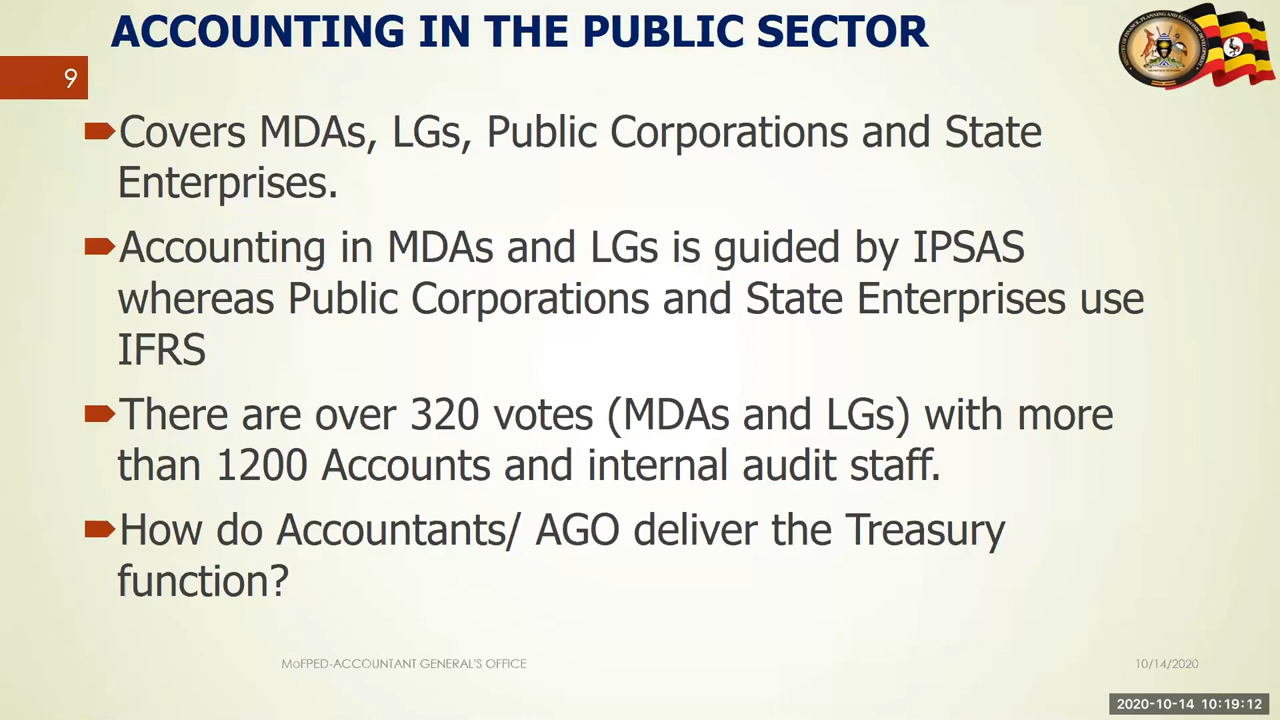 ACCOUNTING IN THE PUBLIC SECTOR
9
Covers MDAs, LGs, Public Corporations and State
Enterprises.
Accounting in MDAs and LGs is guided by IPSAS
whereas Public Corporations and State Enterprises use
IFRS
There are over 320 votes (MDAs and LGs) with more
than 1200 Accounts and internal audit staff.
How do Accountants/ AGO deliver the Treasury
function?
MoFPED-ACCOUNTANT GENERAL'S OFFICE
10/14/2020
2020-10-14 10:19:12